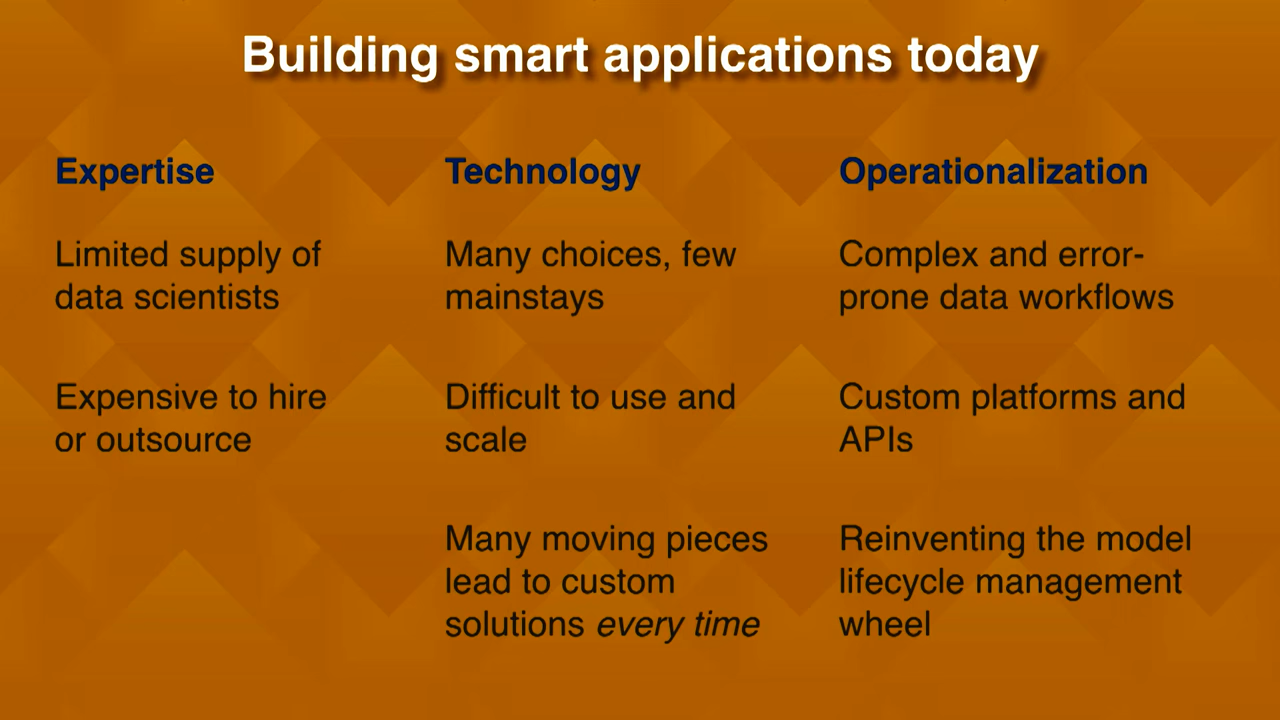 Building smart applications today
Expertise
Limited supply of
data scientists
Expensive to hire
or outsource
Technology
Many choices, few
mainstays
Difficult to use and
scale
Many moving pieces
lead to custom
solutions every time
Operationalization
Complex and error-
prone data workflows
Custom platforms and
APIs
Reinventing the model
lifecycle management
wheel